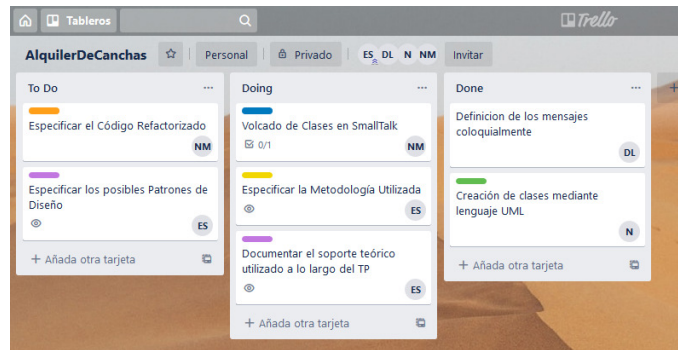 Tableros
Trello
AlquilerDeCanchas
Personal
Privado
ES DL N NM
Invitar
To Do
Especificar el Código Refactorizado
NM
Especificar los posibles Patrones de
Diseño
ES
+ Añada otra tarjeta
Doing
Volcado de Clases en SmallTalk
0/1
NM
Especificar la Metodología Utilizada
ES
Documentar el soporte teórico
utilizado a lo largo del TP
ES
+ Añada otra tarjeta
Done
Definicion de los mensajes
coloquialmente
DL
Creación de clases mediante
lenguaje UML
N
+ Añada otra tarjeta